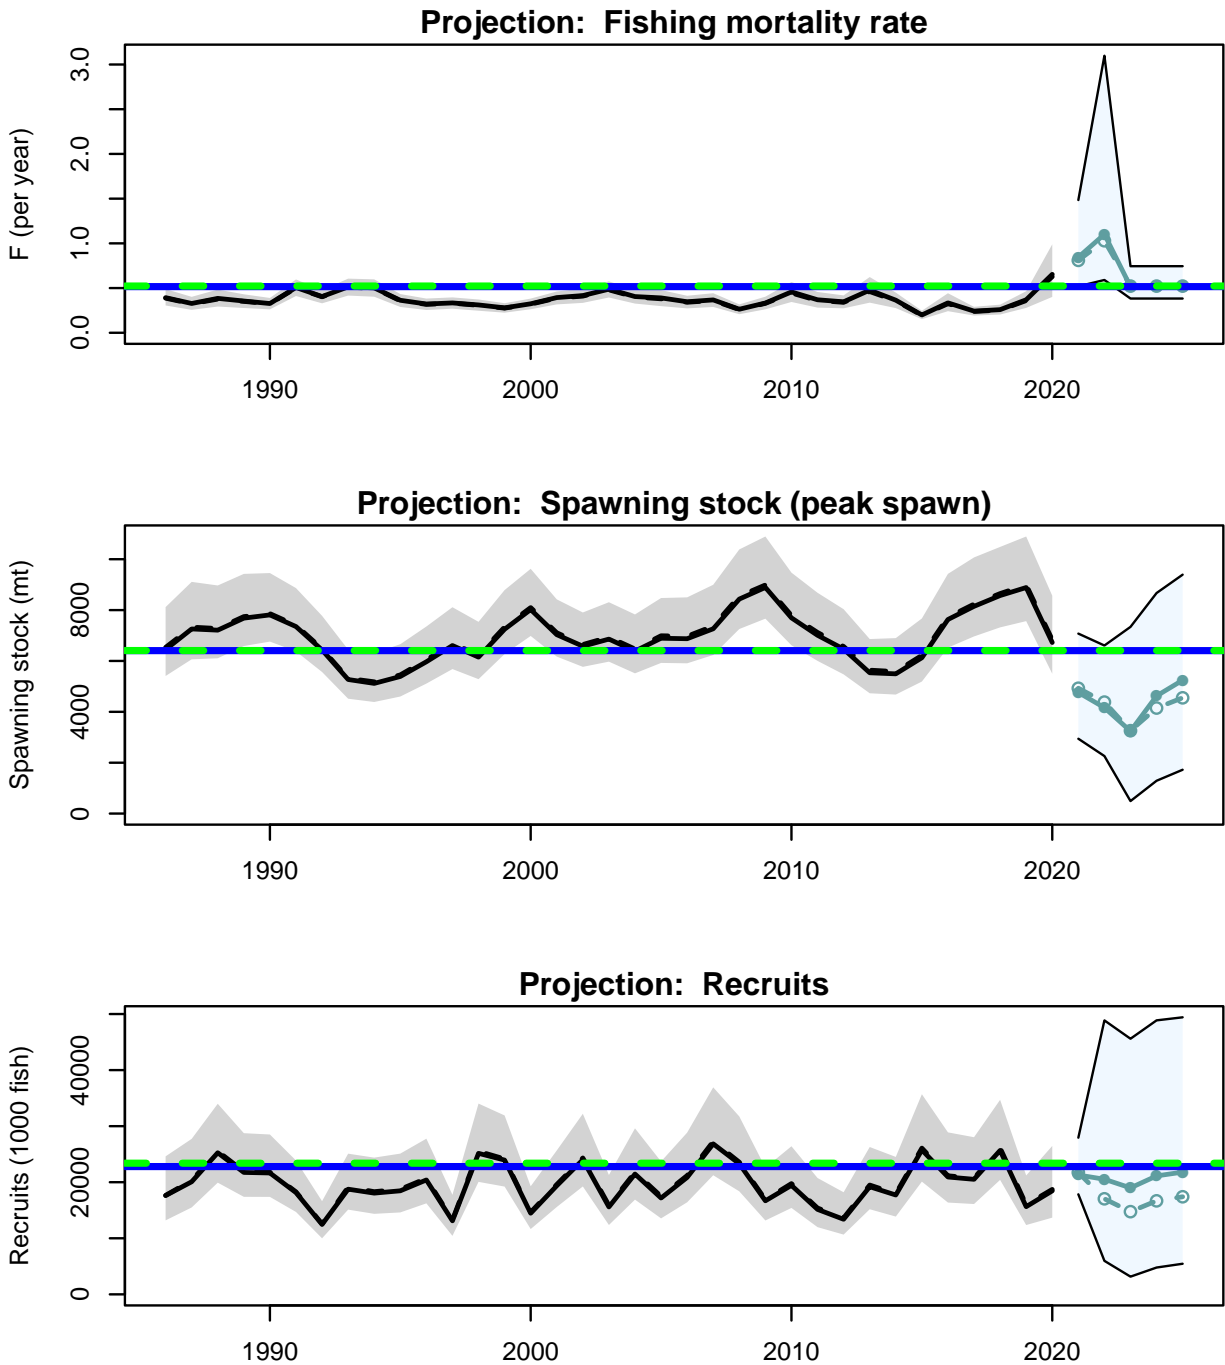 Projection:  Fishing mortality rate
F (per year)
3.0
2.0
1.0
0.0
1990 2000 2010 2020
Projection:  Spawning stock (peak spawn)
Spawning stock (mt)
8000
4000
0
1990 2000 2010 2020
Projection:  Recruits
Recruits (1000 fish)
40000
20000
0
1990 2000 2010 2020